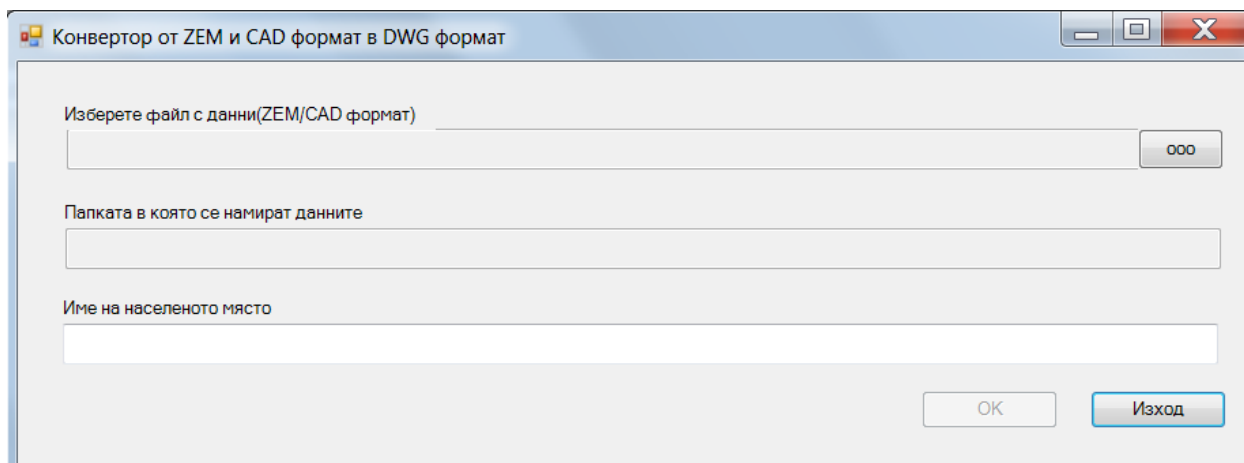 Конвертор от ZEM и CAD формат в DWG формат
Изберете файл с данни(ZEM/CAD формат)
ооо
Папката в която се намират данните
Име на населеното място
OK
Изход